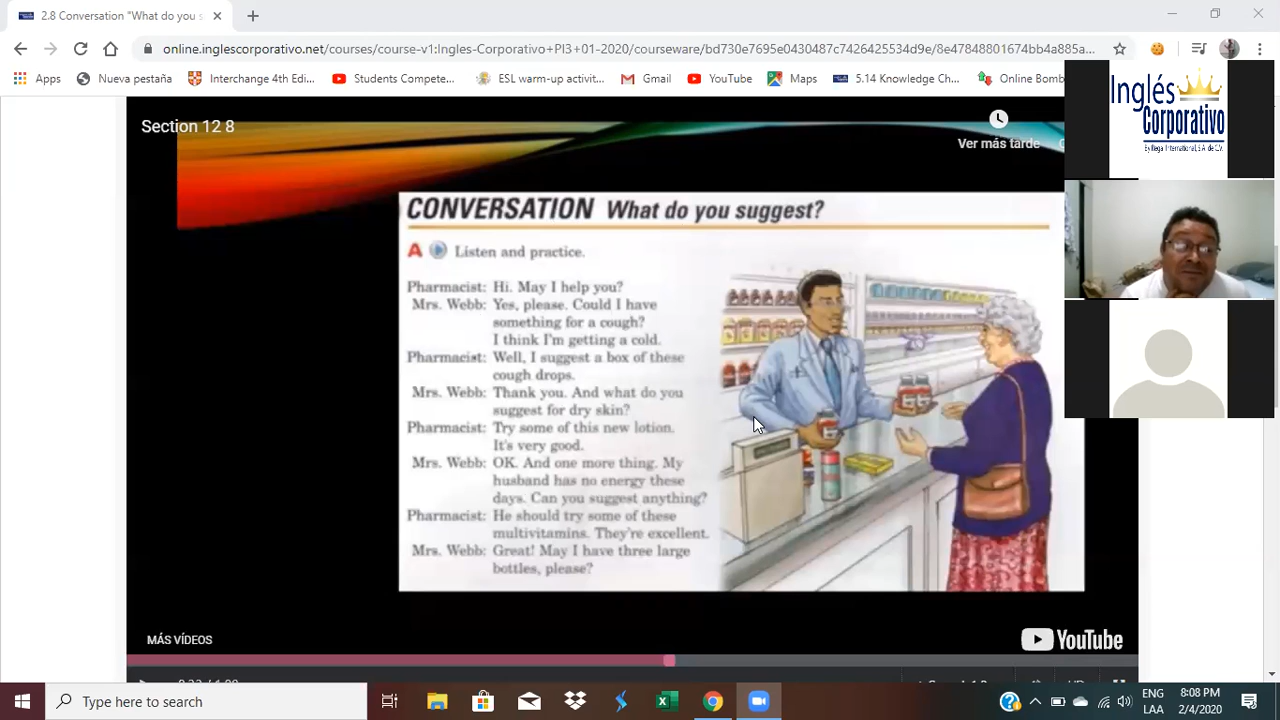 2.8 Conversation "What do you s
online.inglescorporativo.net/courses/course-v1:Ingles-Corporativo+PI3+01-2020/courseware/bd730e7695e0430487c7426425534d9e/8e47848801674bb4a885a...
Apps Nueva pestaña Interchange 4th Edi... Students Compete... ESL warm-up activit... Gmail YouTube Maps 5.14 Knowledge Ch... Online Bomb
Inglés
Corporativo
Section 12 8
Ver más tarde
CONVERSATION What do you suggest?
A Listen and practice.
Pharmacist: Hi. May I help you?
Mrs. Webb: Yes, please. Could I have
something for a cough?
I think I'm getting a cold.
Pharmacist: Well, I suggest a box of these
cough drops.
Mrs. Webb: Thank you. And what do you
suggest for dry skin?
Pharmacist: Try some of this new lotion.
It's very good.
Mrs. Webb: OK. And one more thing. My
husband has no energy these
days. Can you suggest anything?
Pharmacist: He should try some of these
multivitamins. They're excellent.
Mrs. Webb: Great! May I have three large
bottles, please?
MÁS VÍDEOS
YouTube
Type here to search
ENG 8:08 PM
LAA 2/4/2020